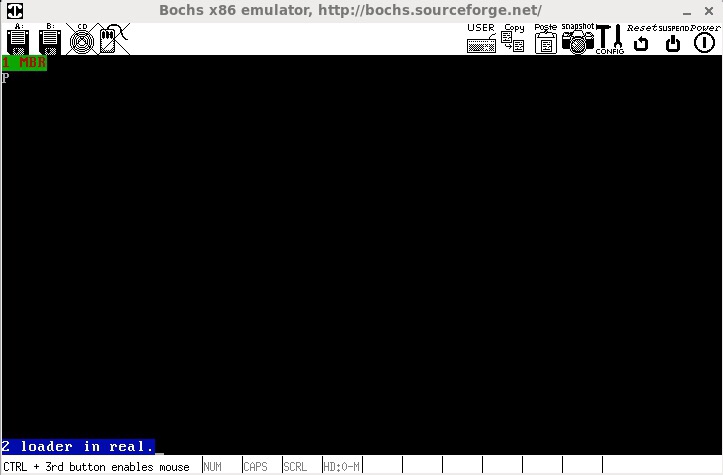 Bochs x86 emulator, http://bochs.sourceforge.net/
A: B: CD USER Copy Paste snapshot CONFIG Reset SUSPEND Power
1 MBR
P
2 loader in real.
CTRL + 3rd button enables mouse NUM CAPS SCRL HD:0-M